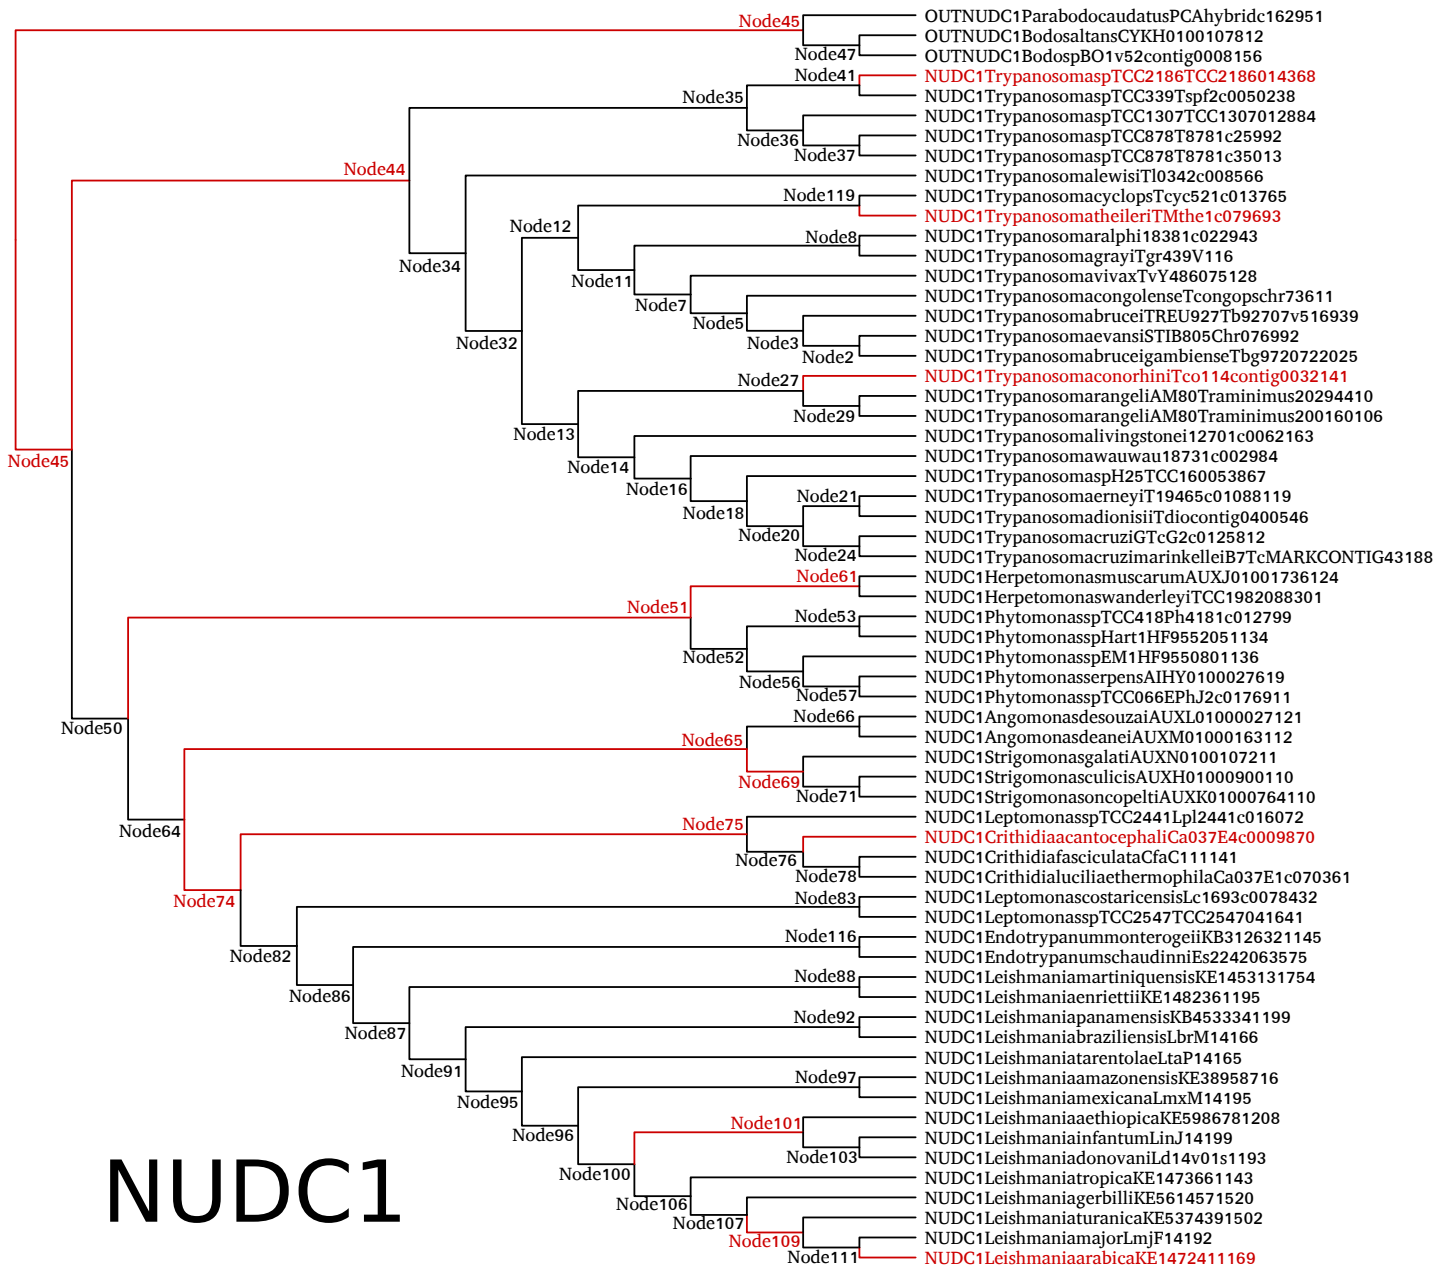 Node45 OUTNUDC1ParabodocaudatusPCAhybridc162951
OUTNUDC1BodosaltansCYKH0100107812
Node47 OUTNUDC1BodospBO1v52contig0008156
Node41 NUDC1TrypanosomaspTCC2186TCC2186014368
Node35 NUDC1TrypanosomaspTCC339Tspf2c0050238
NUDC1TrypanosomaspTCC1307TCC1307012884
Node36 NUDC1TrypanosomaspTCC878T8781c25992
Node37 NUDC1TrypanosomaspTCC878T8781c35013
Node44 NUDC1TrypanosomalewisiTl0342c008566
Node119 NUDC1TrypanosomacyclopsTcyc521c013765
NUDC1TrypanosomatheileriTMthe1c079693
Node12 Node8 NUDC1Trypanosomaralphi18381c022943
Node34 NUDC1TrypanosomagrayiTgr439V116
Node11 NUDC1TrypanosomavivaxTvY486075128
Node7 NUDC1TrypanosomacongolenseTcongopschr73611
Node5 NUDC1TrypanosomabruceiTREU927Tb92707v516939
Node32 Node3 NUDC1TrypanosomaevansiSTIB805Chr076992
Node2 NUDC1TrypanosomabruceigambienseTbg9720722025
Node27 NUDC1TrypanosomaconorhiniTco114contig0032141
NUDC1TrypanosomarangeliAM80Traminimus20294410
Node29 NUDC1TrypanosomarangeliAM80Traminimus200160106
Node13 NUDC1Trypanosomalivingstonei12701c0062163
Node45 Node14 NUDC1Trypanosomawauwau18731c002984
Node16 NUDC1TrypanosomaspH25TCC160053867
Node21 NUDC1TrypanosomaerneyiT19465c01088119
Node18 NUDC1TrypanosomadionisiiTdiocontig0400546
Node20 NUDC1TrypanosomacruziGTcG2c0125812
Node24 NUDC1TrypanosomacruzimarinkelleiB7TcMARKCONTIG43188
Node61 NUDC1HerpetomonasmuscarumAUXJ01001736124
NUDC1HerpetomonaswanderleyiTCC1982088301
Node51 Node53 NUDC1PhytomonasspTCC418Ph4181c012799
NUDC1PhytomonasspHart1HF9552051134
Node52 NUDC1PhytomonasspEM1HF9550801136
Node56 NUDC1PhytomonasserpensAIHY0100027619
Node57 NUDC1PhytomonasspTCC066EPhJ2c0176911
Node50 Node66 NUDC1AngomonasdesouzaiAUXL01000027121
Node65 NUDC1AngomonasdeaneiAUXM01000163112
NUDC1StrigomonasgalatiAUXN0100107211
Node69 NUDC1StrigomonasculicisAUXH01000900110
Node71 NUDC1StrigomonasoncopeltiAUXK01000764110
Node64 Node75 NUDC1LeptomonasspTCC2441Lpl2441c016072
NUDC1CrithidiaacantocephaliCa037E4c0009870
Node76 NUDC1CrithidiafasciculataCfaC111141
Node78 NUDC1CrithidialuciliaethermophilaCa037E1c070361
Node74 Node83 NUDC1LeptomonascostaricensisLc1693c0078432
NUDC1LeptomonasspTCC2547TCC2547041641
Node116 NUDC1EndotrypanummonterogeiiKB3126321145
Node82 NUDC1EndotrypanumschaudinniEs2242063575
Node88 NUDC1LeishmaniamartiniquensisKE1453131754
Node86 NUDC1LeishmaniaenriettiiKE1482361195
Node92 NUDC1LeishmaniapanamensisKB4533341199
Node87 NUDC1LeishmaniabraziliensisLbrM14166
NUDC1LeishmaniatarentolaeLtaP14165
Node91 Node97 NUDC1LeishmaniaamazonensisKE38958716
Node95 NUDC1LeishmaniamexicanaLmxM14195
Node101 NUDC1LeishmaniaaethiopicaKE5986781208
Node96 NUDC1LeishmaniainfantumLinJ14199
Node103 NUDC1LeishmaniadonovaniLd14v01s1193
Node100 NUDC1LeishmaniatropicaKE1473661143
Node106 NUDC1LeishmaniagerbilliKE5614571520
Node107 NUDC1LeishmaniaturanicaKE5374391502
Node109 NUDC1LeishmaniamajorLmjF14192
Node111 NUDC1LeishmaniaarabicaKE1472411169
NUDC1